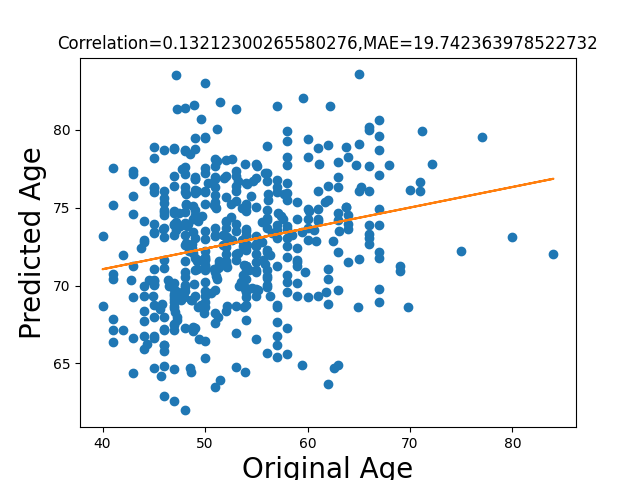 Correlation=0.13212300265580276,MAE=19.742363978522732
80
75
70
65
Predicted Age
40 50 60 70 80
Original Age